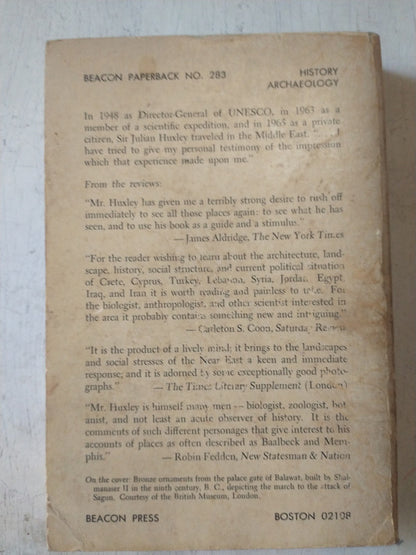 BEACON PAPERBACK NO. 283 HISTORY
ARCHAEOLOGY
In 1948 as Director-General of UNESCO, in 1963 as a
member of a scientific expedition, and in 1965 as a private
citizen, Sir Julian Huxley traveled in the Middle East. ". . . I
have tried to give my personal testimony of the impression
which that experience made upon me."
From the reviews:
"Mr. Huxley has given me a terribly strong desire to rush off
immediately to see all those places again: to see what he has
seen, and to use his book as a guide and a stimulus."
— James Aldridge, The New York Times
"For the reader wishing to learn about the architecture, land-
scape, history, social structure, and current political situation
of Crete, Cyprus, Turkey, Lebanon, Syria, Jordan, Egypt,
Iraq, and Iran it is worth reading and painless to take. For
the biologist, anthropologist, and other scientist interested in
the area it probably contains something new and intriguing."
— Carleton S. Coon, Saturday Review
"It is the product of a lively mind; it brings to the landscapes
and social stresses of the Near East a keen and immediate
response; and it is adorned by some exceptionally good photo-
graphs." — The Times Literary Supplement (London)
"Mr. Huxley is himself many men — biologist, zoologist, bot-
anist, and not least an acute observer of history. It is the
comments of such different personages that give interest to his
accounts of places as often described as Baalbeck and Mem-
phis." — Robin Fedden, New Statesman & Nation
On the cover: Bronze ornaments from the palace gate of Balawat, built by Shal-
manaser II in the ninth century, B. C., depicting the march to the attack of
Sagun. Courtesy of the British Museum, London.
BEACON PRESS BOSTON 02108